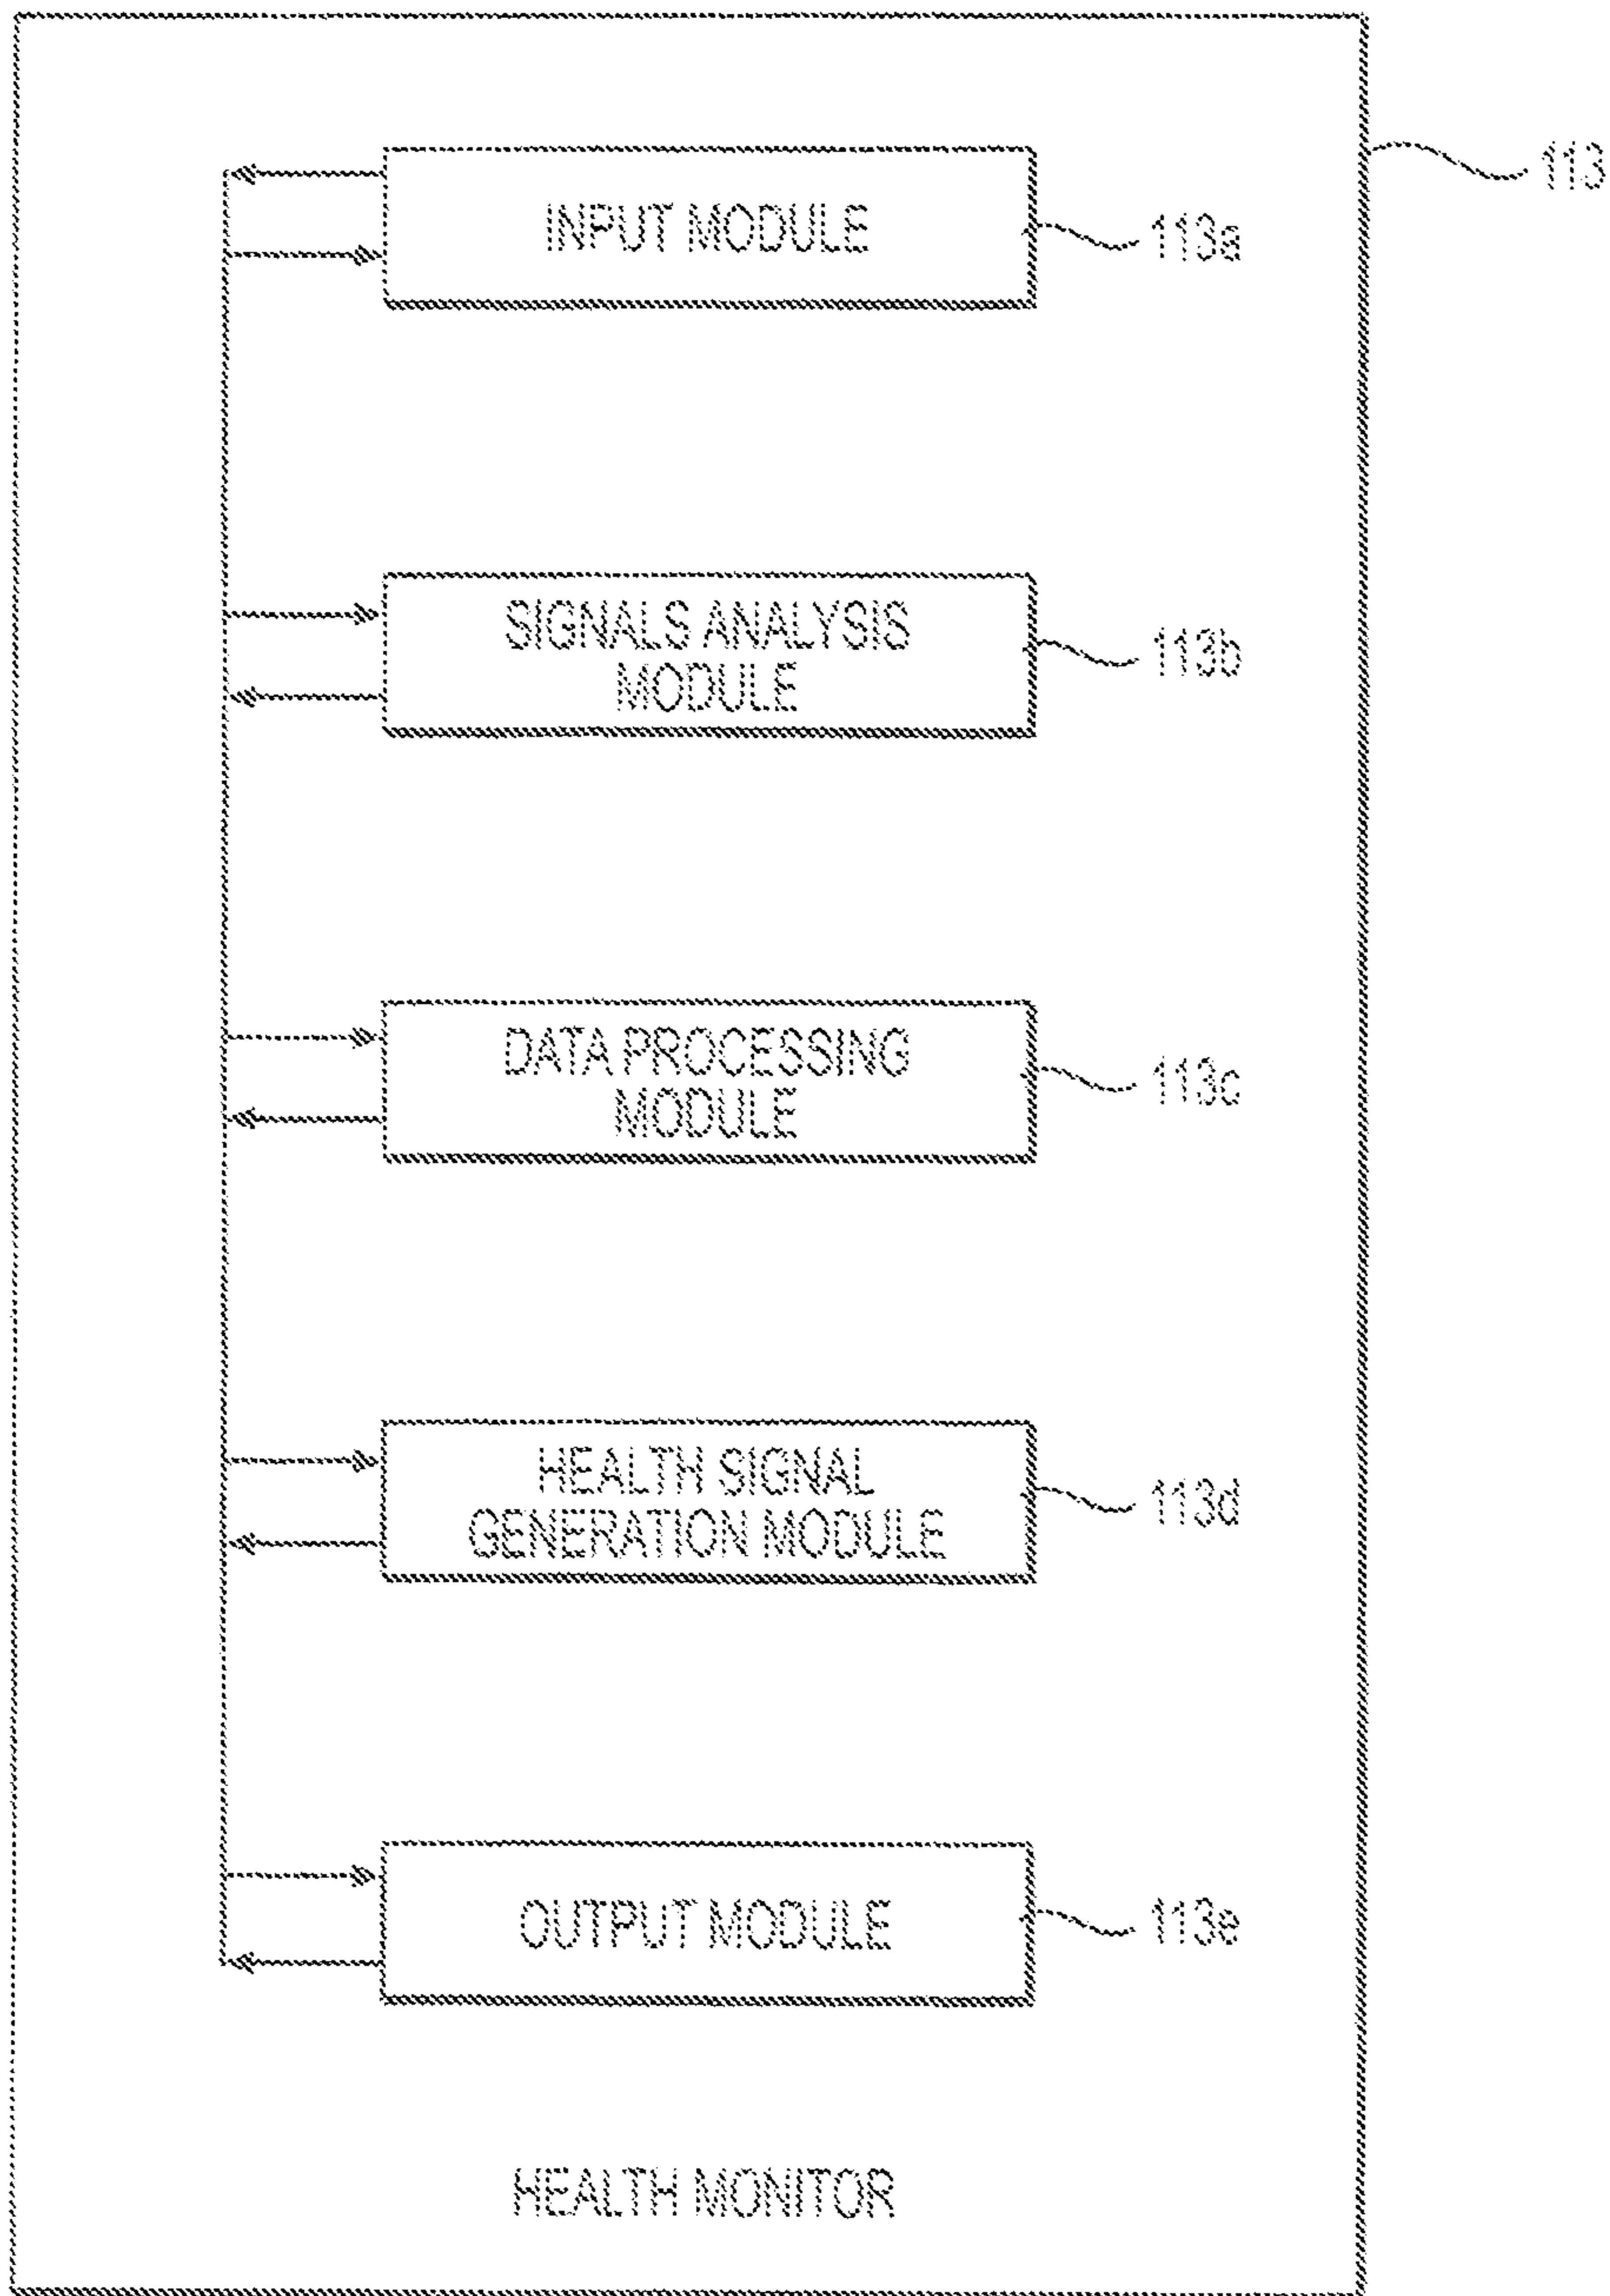 113
INPUT MODULE
113a
SIGNALS ANALYSIS
MODULE
113b
DATA PROCESSING
MODULE
113c
HEALTH SIGNAL
GENERATION MODULE
113d
OUTPUT MODULE
113e
HEALTH MONITOR